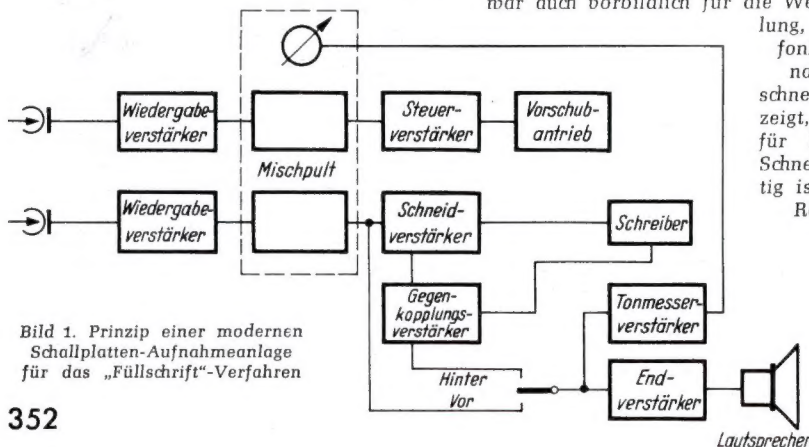 war auch vorbildlich für die We
lung,
fon
na
schne
zeigt,
für
Schne
tig is
R
Wiedergabe-
verstärker
Steuer-
verstärker
Vorschub-
antrieb
Mischpult
Wiedergabe-
verstärker
Schneid-
verstärker
Schreiber
Gegen-
kopplungs-
verstärker
Tonmesser-
verstärker
Hinter
Vor
End-
verstärker
Lautsprecher
Bild 1. Prinzip einer modernen
Schallplatten-Aufnahmeanlage
für das „Füllschrift"-Verfahren
352